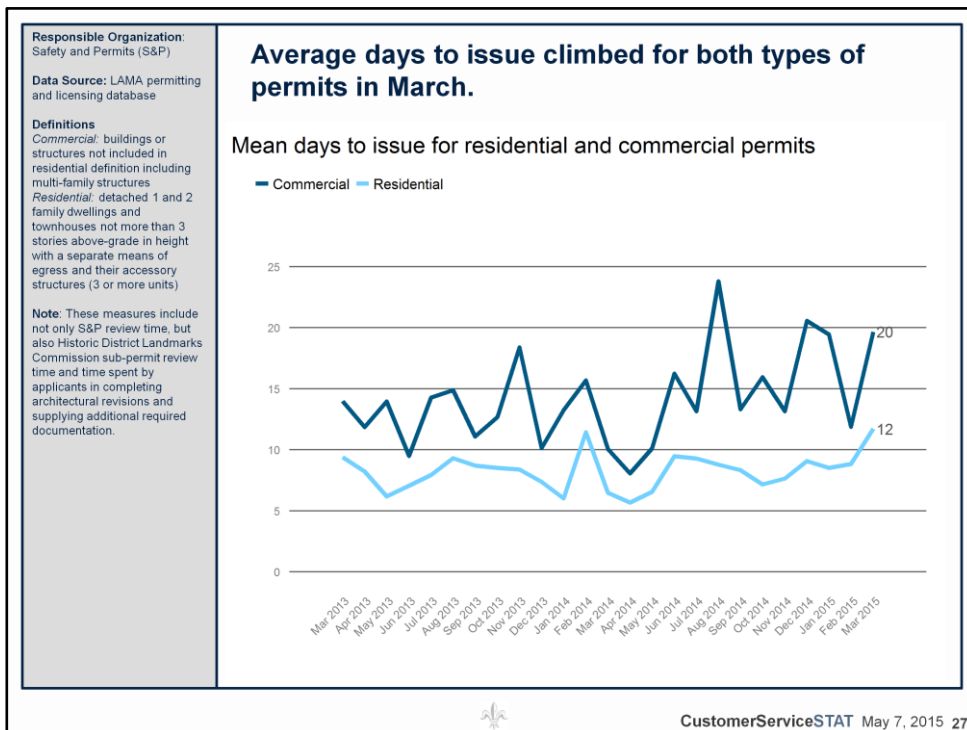 Responsible Organization:
Safety and Permits (S&P)
Data Source: LAMA permitting
and licensing database
Definitions
Commercial: buildings or
structures not included in
residential definition including
multi-family structures
Residential: detached 1 and 2
family dwellings and
townhouses not more than 3
stories above-grade in height
with a separate means of
egress and their accessory
structures (3 or more units)
Note: These measures include
not only S&P review time, but
also Historic District Landmarks
Commission sub-permit review
time and time spent by
applicants in completing
architectural revisions and
supplying additional required
documentation.
Average days to issue climbed for both types of
permits in March.
Mean days to issue for residential and commercial permits
Commercial Residential
25
20
15
10
5
0
20
12
Mar 2013
Apr 2013
May 2013
Jun 2013
Jul 2013
Aug 2013
Sep 2013
Oct 2013
Nov 2013
Dec 2013
Jan 2014
Feb 2014
Mar 2014
Apr 2014
May 2014
Jun 2014
Jul 2014
Aug 2014
Sep 2014
Oct 2014
Nov 2014
Dec 2014
Jan 2015
Feb 2015
Mar 2015
CustomerServiceSTAT May 7, 2015 27